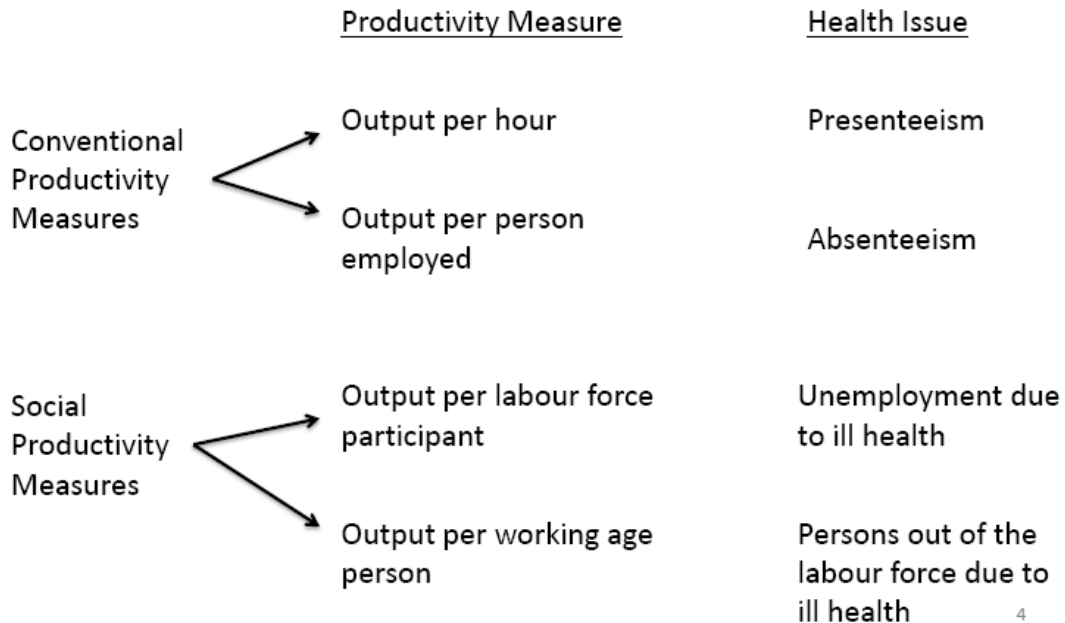 Productivity Measure
Health Issue
Conventional
Productivity
Measures
Output per hour
Presenteeism
Output per person
employed
Absenteeism
Social
Productivity
Measures
Output per labour force
participant
Unemployment due
to ill health
Output per working age
person
Persons out of the
labour force due to
ill health
4